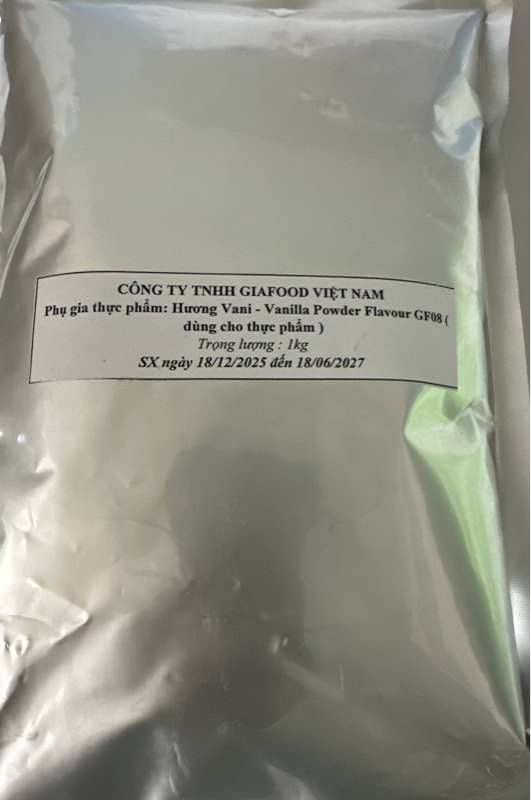 CÔNG TY TNHH GIAFOOD VIỆT NAM
Phụ gia thực phẩm: Hương Vani - Vanilla Powder Flavour GF08 (
dùng cho thực phẩm )
Trọng lượng : 1kg
SX ngày 18/12/2025 đến 18/06/2027